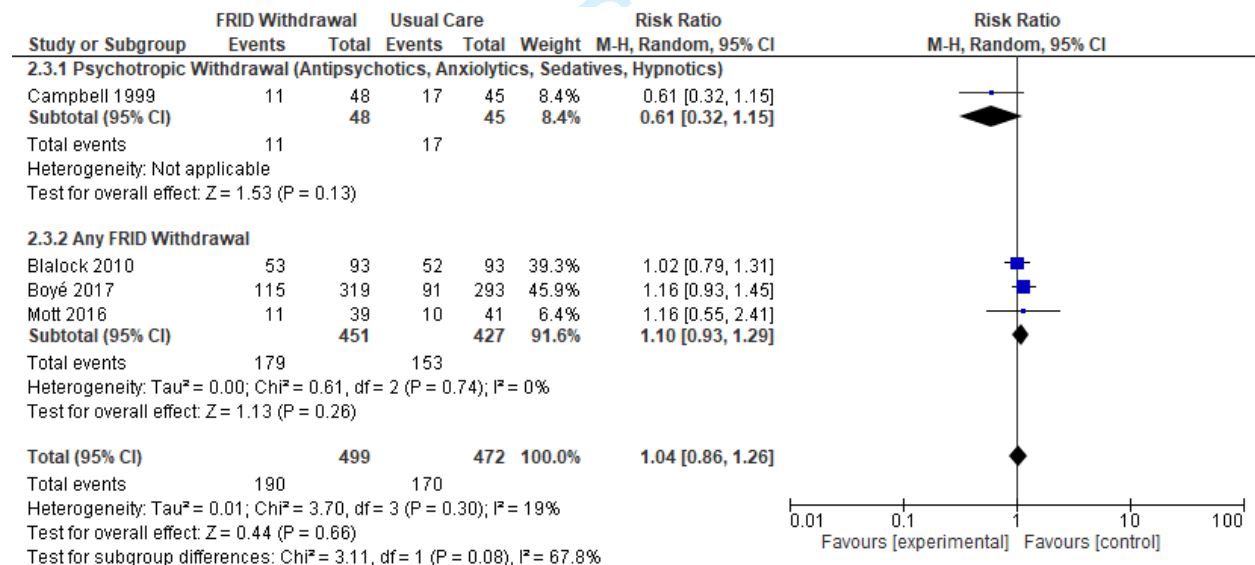 FRID Withdrawal Usual Care Risk Ratio Risk Ratio
Study or Subgroup Events Total Events Total Weight M-H, Random, 95% CI M-H, Random, 95% CI
2.3.1 Psychotropic Withdrawal (Antipsychotics, Anxiolytics, Sedatives, Hypnotics)
Campbell 1999 11 48 17 45 8.4% 0.61 [0.32, 1.15]
Subtotal (95% CI) 48 45 8.4% 0.61 [0.32, 1.15]
Total events 11 17
Heterogeneity: Not applicable
Test for overall effect: Z = 1.53 (P = 0.13)
2.3.2 Any FRID Withdrawal
Blalock 2010 53 93 52 93 39.3% 1.02 [0.79, 1.31]
Boyé 2017 115 319 91 293 45.9% 1.16 [0.93, 1.45]
Mott 2016 11 39 10 41 6.4% 1.16 [0.55, 2.41]
Subtotal (95% CI) 451 427 91.6% 1.10 [0.93, 1.29]
Total events 179 153
Heterogeneity: Tau² = 0.00; Chi² = 0.61, df = 2 (P = 0.74); I² = 0%
Test for overall effect: Z = 1.13 (P = 0.26)
Total (95% CI) 499 472 100.0% 1.04 [0.86, 1.26]
Total events 190 170
Heterogeneity: Tau² = 0.01; Chi² = 3.70, df = 3 (P = 0.30); I² = 19%
Test for overall effect: Z = 0.44 (P = 0.66)
Test for subgroup differences: Chi² = 3.11, df = 1 (P = 0.08), I² = 67.8%
0.01 0.1 1 10 100
Favours [experimental] Favours [control]